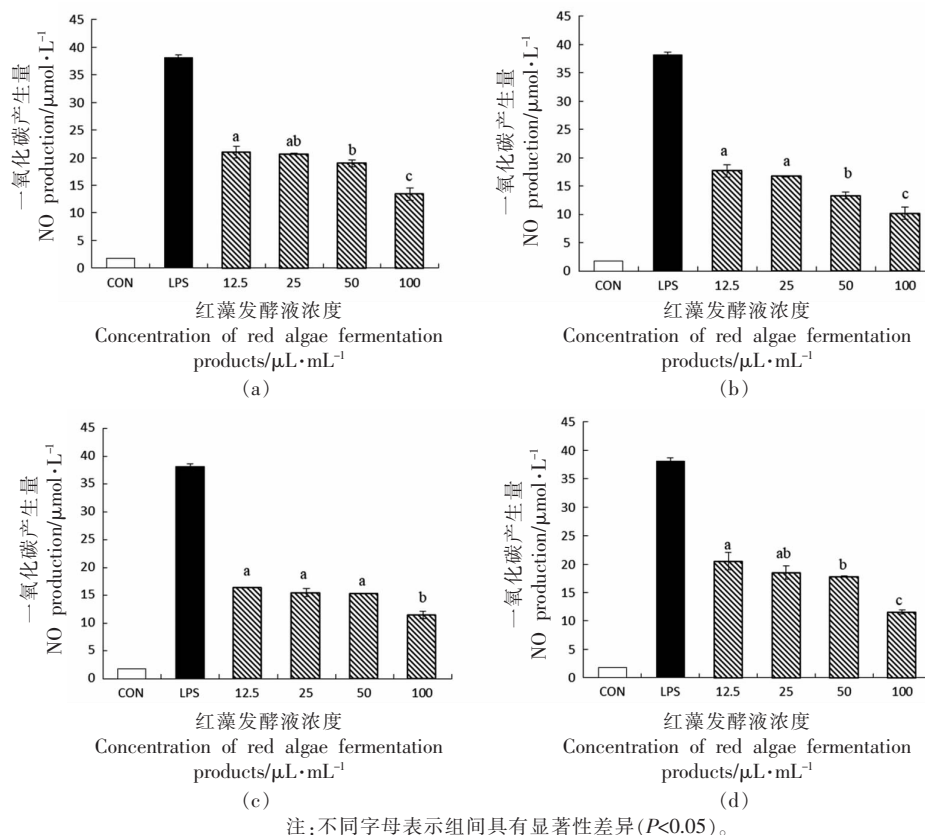 一氧化碳产生量
NO production/μmol·L⁻¹
45
40
35
30
25
20
15
10
5
0
a
ab
b
c
CON LPS 12.5 25 50 100
红藻发酵液浓度
Concentration of red algae fermentation
products/μL·mL⁻¹
(a)
一氧化碳产生量
NO production/μmol·L⁻¹
45
40
35
30
25
20
15
10
5
0
a
a
b
c
CON LPS 12.5 25 50 100
红藻发酵液浓度
Concentration of red algae fermentation
products/μL·mL⁻¹
(b)
一氧化碳产生量
NO production/μmol·L⁻¹
45
40
35
30
25
20
15
10
5
0
a
a
a
b
CON LPS 12.5 25 50 100
红藻发酵液浓度
Concentration of red algae fermentation
products/μL·mL⁻¹
(c)
一氧化碳产生量
NO production/μmol·L⁻¹
45
40
35
30
25
20
15
10
5
0
a
ab
b
c
CON LPS 12.5 25 50 100
红藻发酵液浓度
Concentration of red algae fermentation
products/μL·mL⁻¹
(d)
注:不同字母表示组间具有显著性差异(P<0.05)。